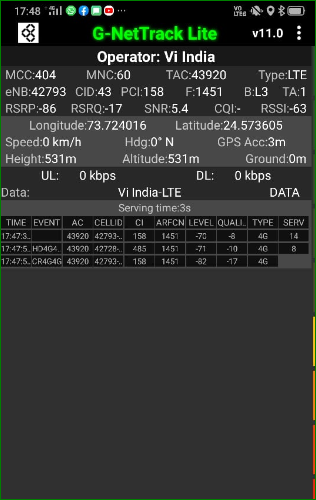 17:48
G-NetTrack Lite v11.0
Operator: Vi India
MCC:404 MNC:60 TAC:43920 Type:LTE
eNB:42793 CID:43 PCI:158 F:1451 B:L3 TA:1
RSRP:-86 RSRQ:-17 SNR:5.4 CQI:- RSSI:-63
Longitude:73.724016 Latitude:24.573605
Speed:0 km/h Hdg:0° N GPS Acc:3m
Height:531m Altitude:531m Ground:0m
UL: 0 kbps DL: 0 kbps
Data: Vi India-LTE DATA
Serving time:3s
TIME EVENT AC CELLID CI ARFCN LEVEL QUALI... TYPE SERV
17:47:3... 43920 42793-... 158 1451 -70 -8 4G 14
17:47:5... HO4G4... 43920 42728-... 485 1451 -71 -10 4G 8
17:47:5... CR4G4G 43920 42793-... 158 1451 -82 -17 4G